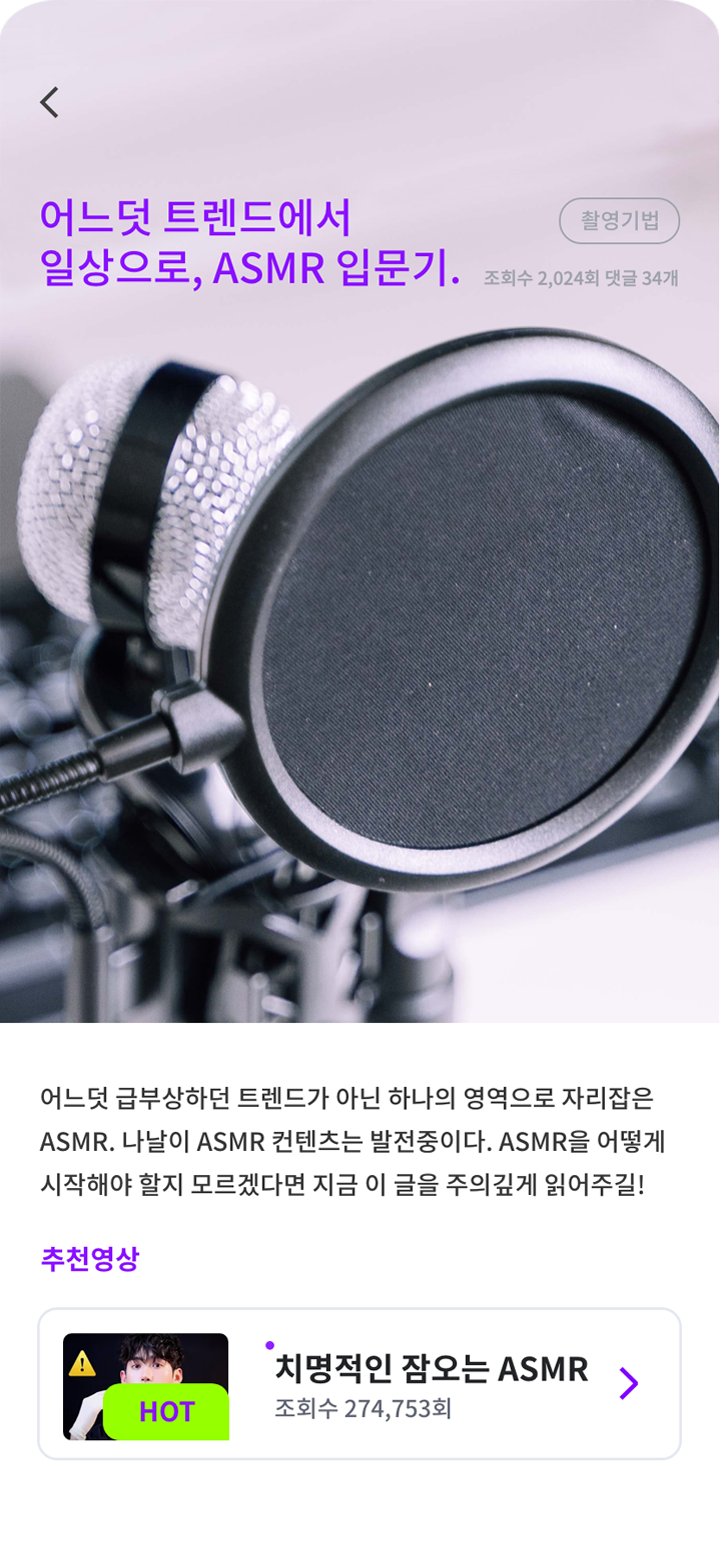 어느덧 트렌드에서
일상으로, ASMR 입문기.
촬영기법
조회수 2,024회 댓글 34개
어느덧 급부상하던 트렌드가 아닌 하나의 영역으로 자리잡은
ASMR. 나날이 ASMR 컨텐츠는 발전중이다. ASMR을 어떻게
시작해야 할지 모르겠다면 지금 이 글을 주의깊게 읽어주길!
추천영상
HOT
치명적인 잠오는 ASMR
조회수 274,753회